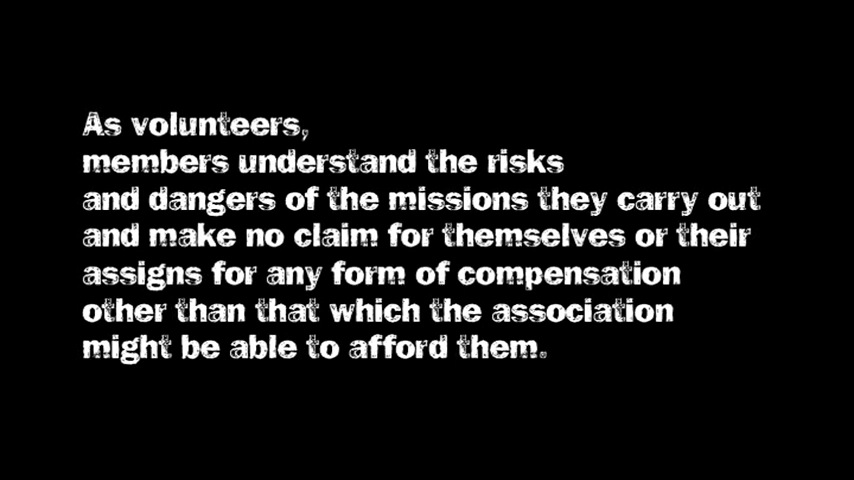 As volunteers,
members understand the risks
and dangers of the missions they carry out
and make no claim for themselves or their
assigns for any form of compensation
other than that which the association
might be able to afford them.